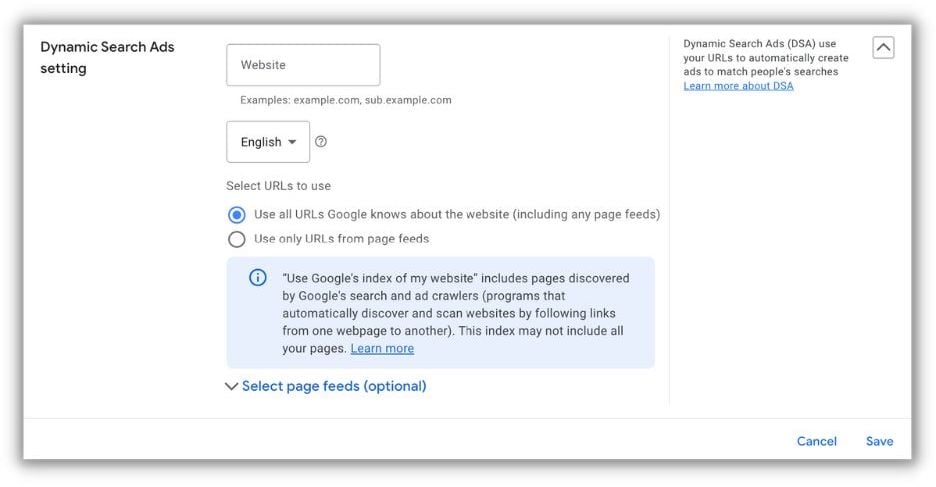 Dynamic Search Ads
setting
Website
Examples: example.com, sub.example.com
English
Select URLs to use
Use all URLs Google knows about the website (including any page feeds)
Use only URLs from page feeds
"Use Google's index of my website" includes pages discovered
by Google's search and ad crawlers (programs that
automatically discover and scan websites by following links
from one webpage to another). This index may not include all
your pages. Learn more
Select page feeds (optional)
Dynamic Search Ads (DSA) use
your URLs to automatically create
ads to match people's searches
Learn more about DSA
Cancel
Save